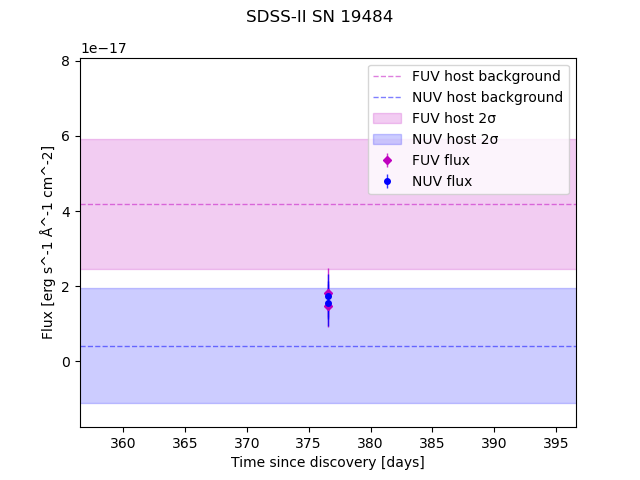 SDSS-II SN 19484
1e−17
8
6
4
2
0
Flux [erg s^-1 Å^-1 cm^-2]
FUV host background
NUV host background
FUV host 2σ
NUV host 2σ
FUV flux
NUV flux
360 365 370 375 380 385 390 395
Time since discovery [days]